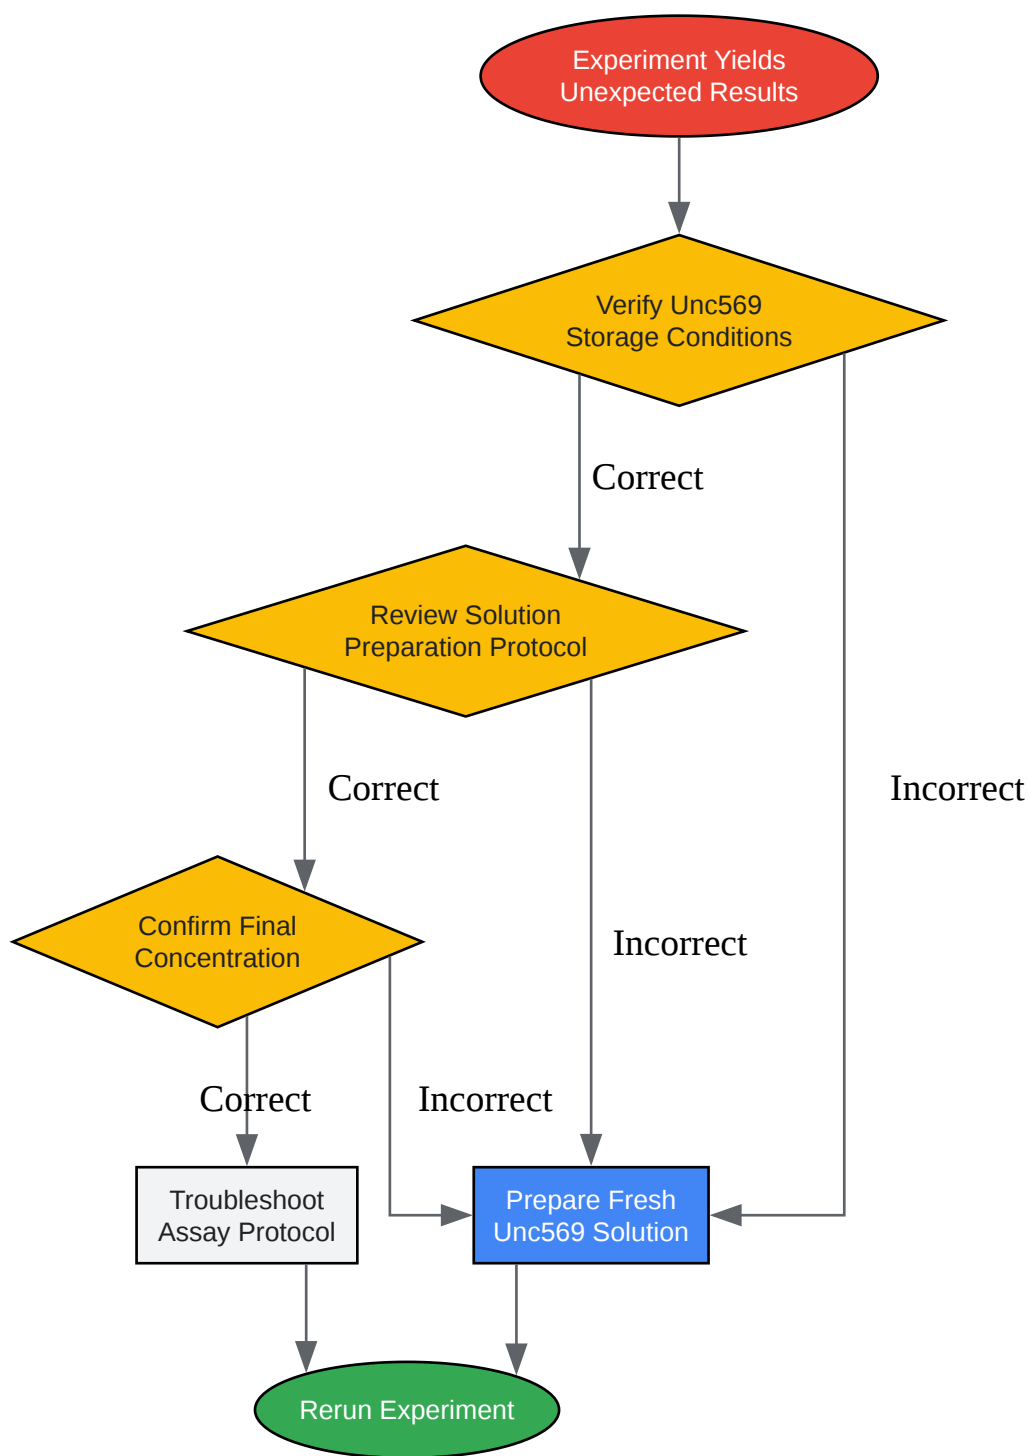 Experiment Yields
Unexpected Results
Verify Unc569
Storage Conditions
Correct
Review Solution
Preparation Protocol
Correct
Incorrect
Confirm Final
Concentration
Incorrect
Correct
Incorrect
Troubleshoot
Assay Protocol
Prepare Fresh
Unc569 Solution
Rerun Experiment